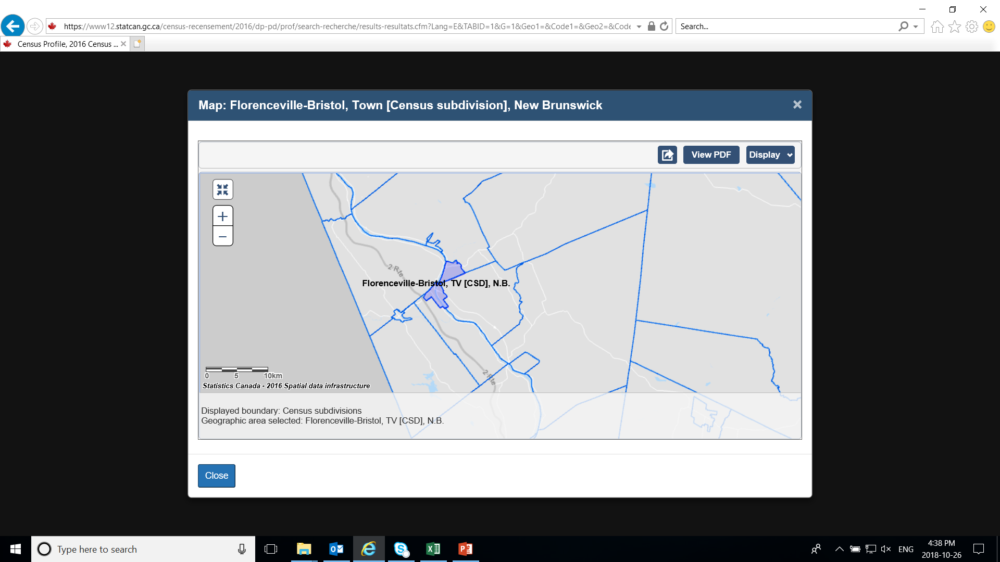 https://www12.statcan.gc.ca/census-recensement/2016/dp-pd/prof/search-recherche/results-resultats.cfm?Lang=E&TABID=1&G=1&Geo1=&Code1=&Geo2=&Code
Search...
Census Profile, 2016 Census ...
Map: Florenceville-Bristol, Town [Census subdivision], New Brunswick
View PDF
Display
2 Rte
Florenceville-Bristol, TV [CSD], N.B.
2 Rte
0 5 10km
Statistics Canada - 2016 Spatial data infrastructure
Displayed boundary: Census subdivisions
Geographic area selected: Florenceville-Bristol, TV [CSD], N.B.
Close
Type here to search
ENG
4:38 PM
2018-10-26